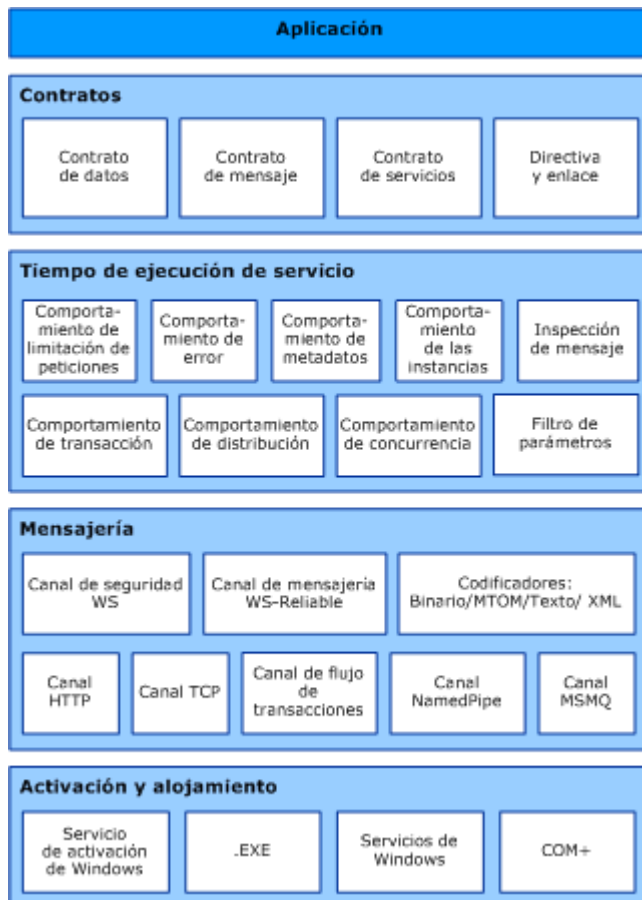 Aplicación
Contratos
Contrato
de datos
Contrato
de mensaje
Contrato
de servicios
Directiva
y enlace
Tiempo de ejecución de servicio
Comporta-
miento de
limitación de
peticiones
Comporta-
miento de
error
Comporta-
miento de
metadatos
Comporta-
miento
de las
instancias
Inspección
de mensaje
Comportamiento
de transacción
Comportamiento
de distribución
Comportamiento
de concurrencia
Filtro de
parámetros
Mensajería
Canal de seguridad
WS
Canal de mensajería
WS-Reliable
Codificadores:
Binario/MTOM/Texto/ XML
Canal
HTTP
Canal TCP
Canal de flujo
de
transacciones
Canal
NamedPipe
Canal
MSMQ
Activación y alojamiento
Servicio
de activación
de Windows
.EXE
Servicios de
Windows
COM+